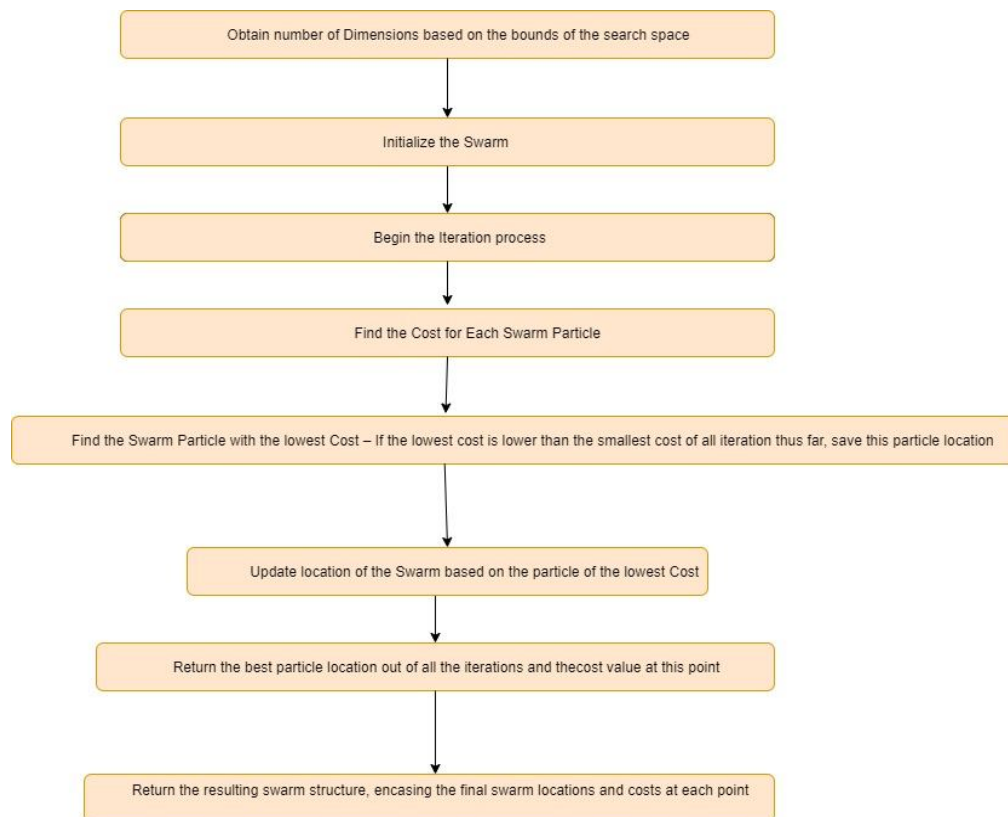 Obtain number of Dimensions based on the bounds of the search space
Initialize the Swarm
Begin the Iteration process
Find the Cost for Each Swarm Particle
Find the Swarm Particle with the lowest Cost – If the lowest cost is lower than the smallest cost of all iteration thus far, save this particle location
Update location of the Swarm based on the particle of the lowest Cost
Return the best particle location out of all the iterations and thecost value at this point
Return the resulting swarm structure, encasing the final swarm locations and costs at each point